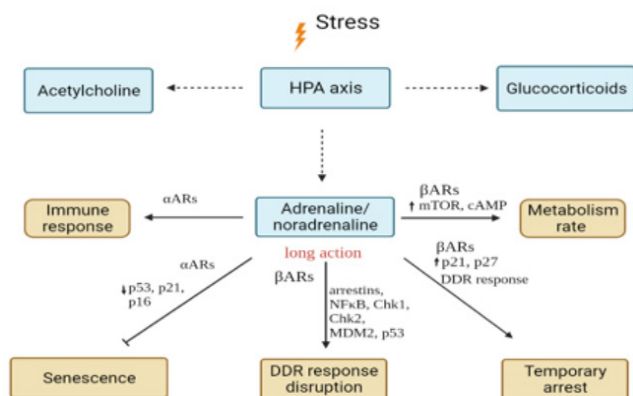 Stress
Acetylcholine
HPA axis
Glucocorticoids
Immune
response
αARs
Adrenaline/
noradrenaline
βARs
↑ mTOR, cAMP
Metabolism
rate
long action
αARs
↓p53, p21,
p16
βARs
arrestins,
NFκB, Chk1,
Chk2,
MDM2, p53
βARs
↑p21, p27
DDR response
Senescence
DDR response
disruption
Temporary
arrest